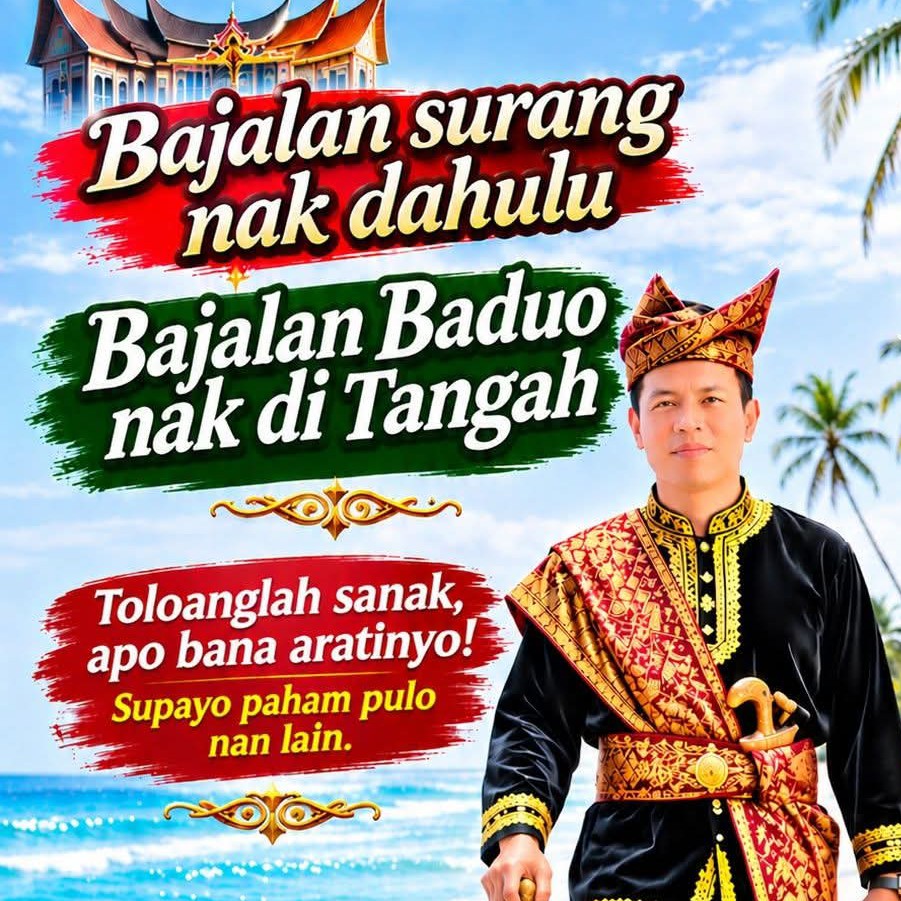 Bajalan surang
nak dahulu
Bajalan Baduo
nak di Tangah
Toloanglah sanak,
apo bana aratinyo!
Supayo paham pulo
nan lain.